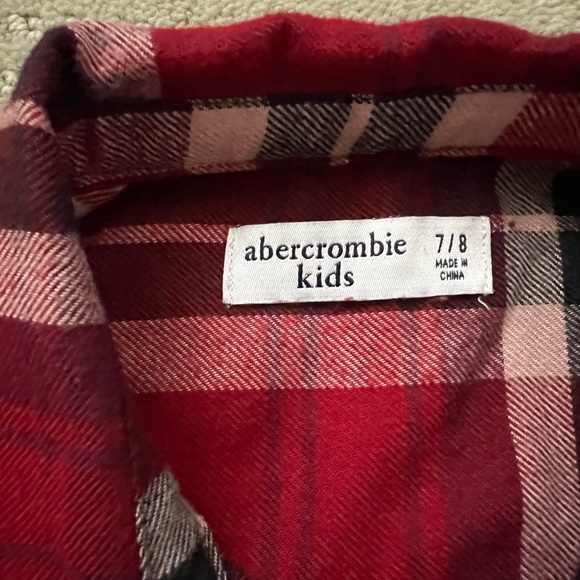 abercrombie
kids
7/8
MADE IN
CHINA